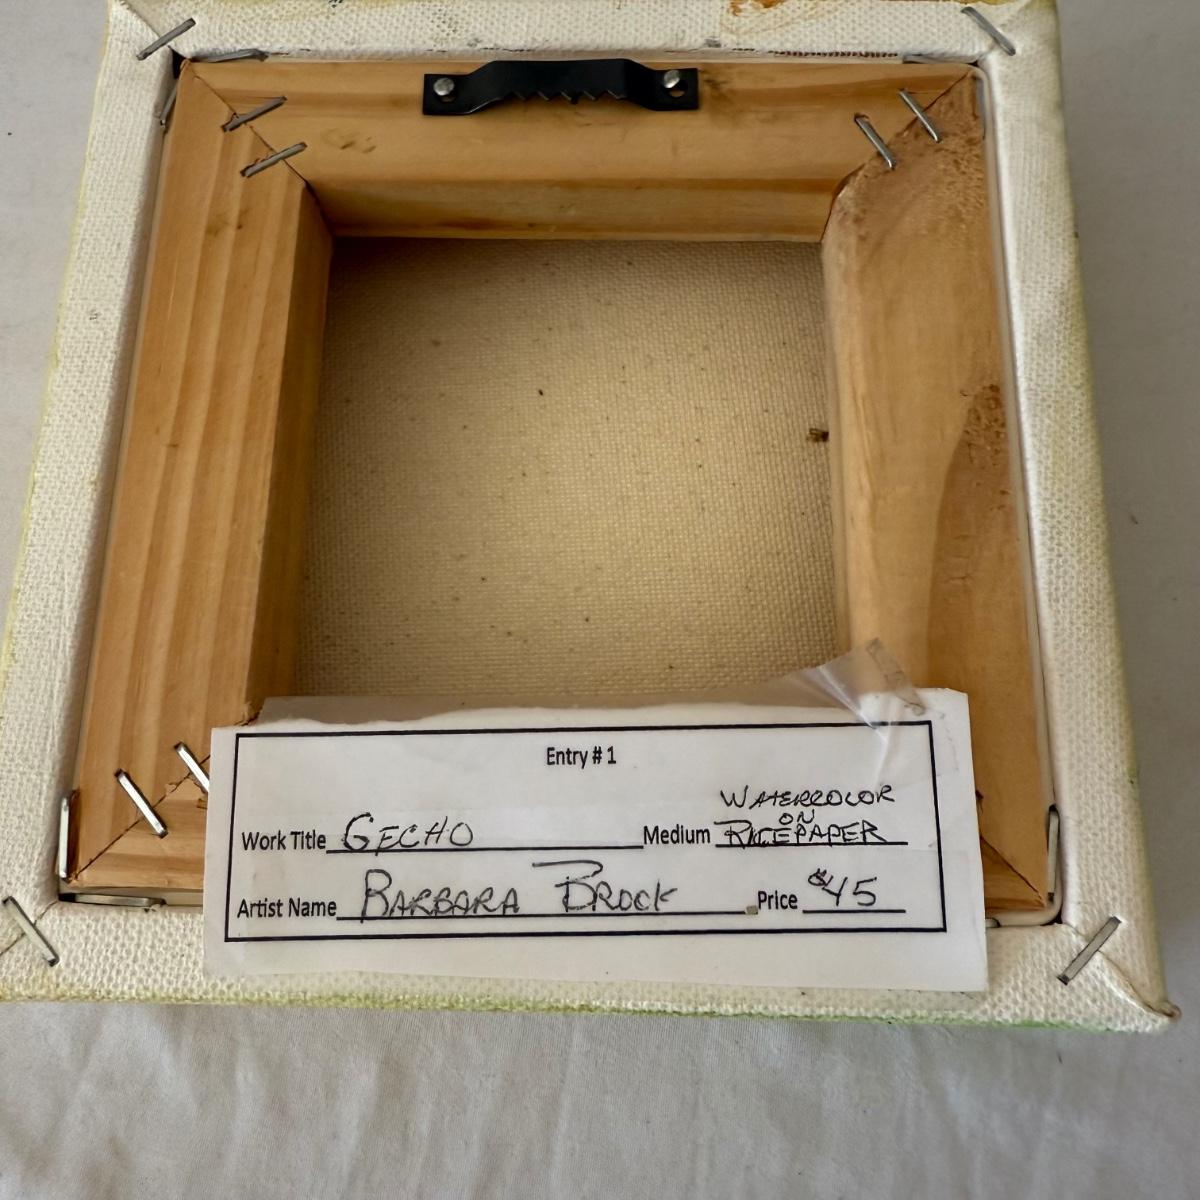 Entry # 1
WATERCOLOR
ON
Work Title GECHO Medium RICEPAPER
Artist Name BARBARA BROCK Price $45